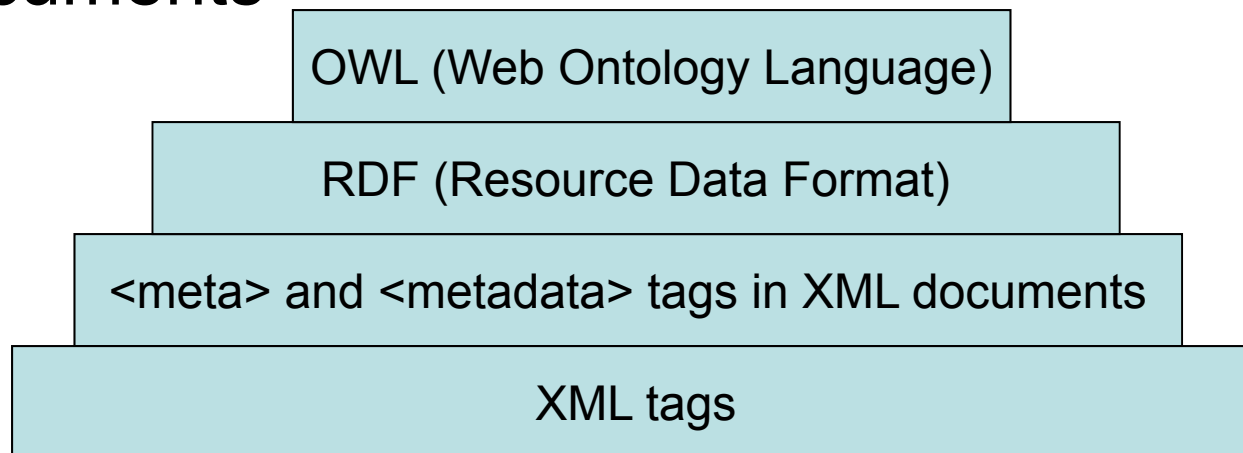 OWL (Web Ontology Language)
RDF (Resource Data Format)
<meta> and <metadata> tags in XML documents
XML tags